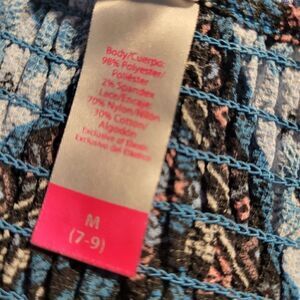 Body/Cuerpo:
98% Polyester/
Poliéster
2% Spandex
Lace/Encaje:
70% Nylon/Nilón
30% Cotton/
Algodón
Exclusive of Elastic
Exclusivo del Elástico
M
(7-9)